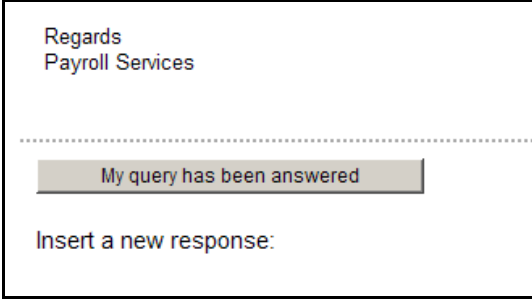 Regards
Payroll Services
My query has been answered
Insert a new response: